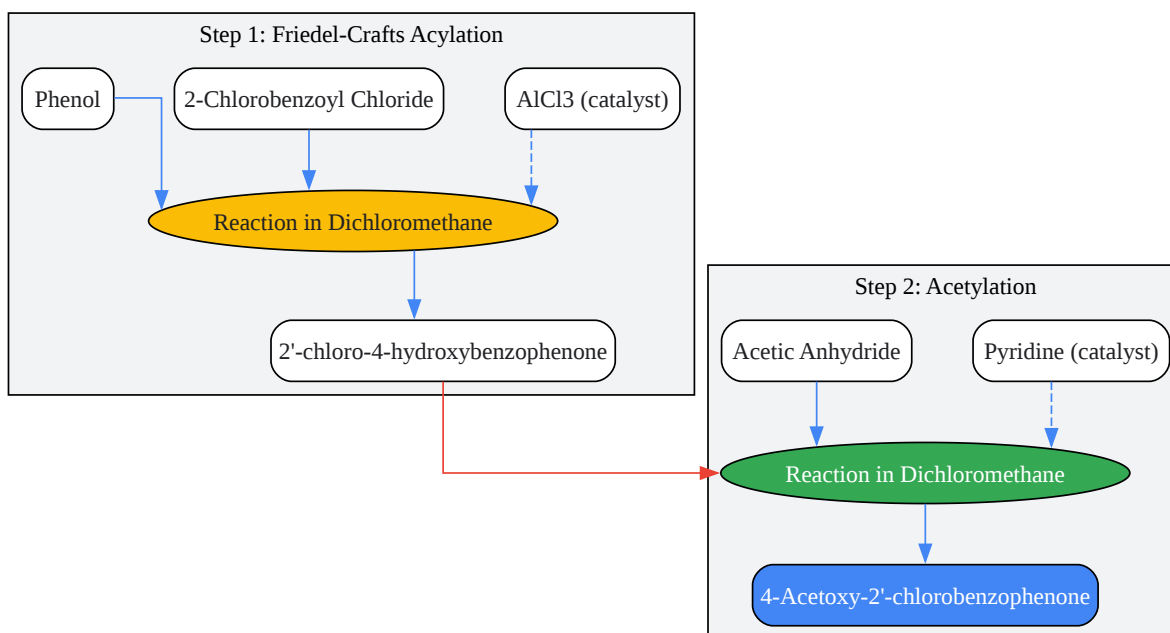 Step 1: Friedel-Crafts Acylation
Phenol
2-Chlorobenzoyl Chloride
AlCl3 (catalyst)
Reaction in Dichloromethane
2'-chloro-4-hydroxybenzophenone
Step 2: Acetylation
Acetic Anhydride
Pyridine (catalyst)
Reaction in Dichloromethane
4-Acetoxy-2'-chlorobenzophenone